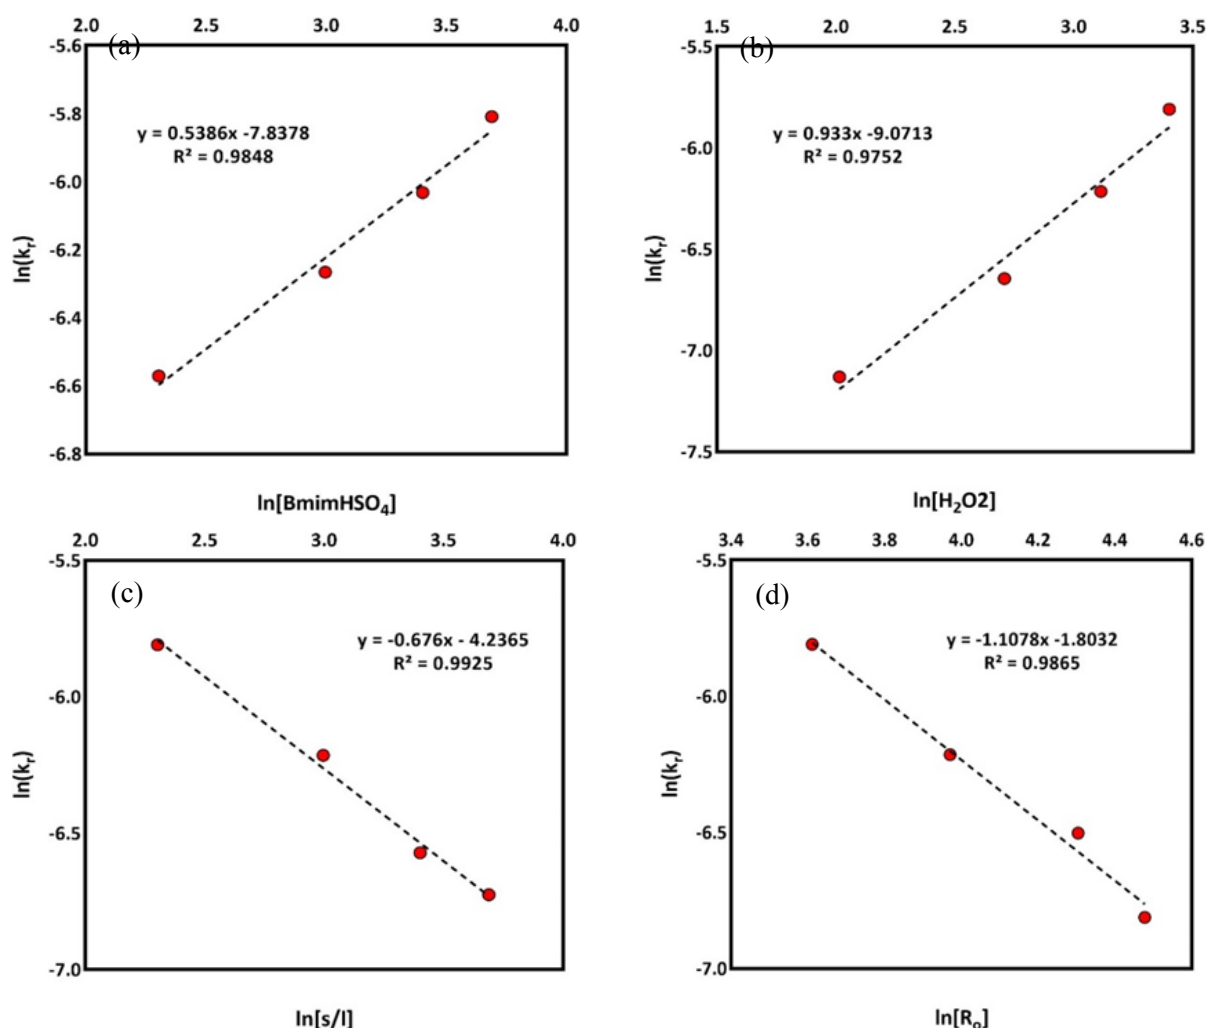 2.0 2.5 3.0 3.5 4.0
(a)
-5.6
-5.8
-6.0
-6.2
-6.4
-6.6
-6.8
y = 0.5386x -7.8378
R² = 0.9848
ln(kᵣ)
ln[BmimHSO₄]
1.5 2.0 2.5 3.0 3.5
(b)
-5.5
-6.0
-6.5
-7.0
-7.5
y = 0.933x -9.0713
R² = 0.9752
ln(kᵣ)
ln[H₂O2]
2.0 2.5 3.0 3.5 4.0
(c)
-5.5
-6.0
-6.5
-7.0
y = -0.676x - 4.2365
R² = 0.9925
ln(kᵣ)
ln[s/l]
3.4 3.6 3.8 4.0 4.2 4.4 4.6
(d)
-5.5
-6.0
-6.5
-7.0
y = -1.1078x -1.8032
R² = 0.9865
ln(kᵣ)
ln[Rₒ]